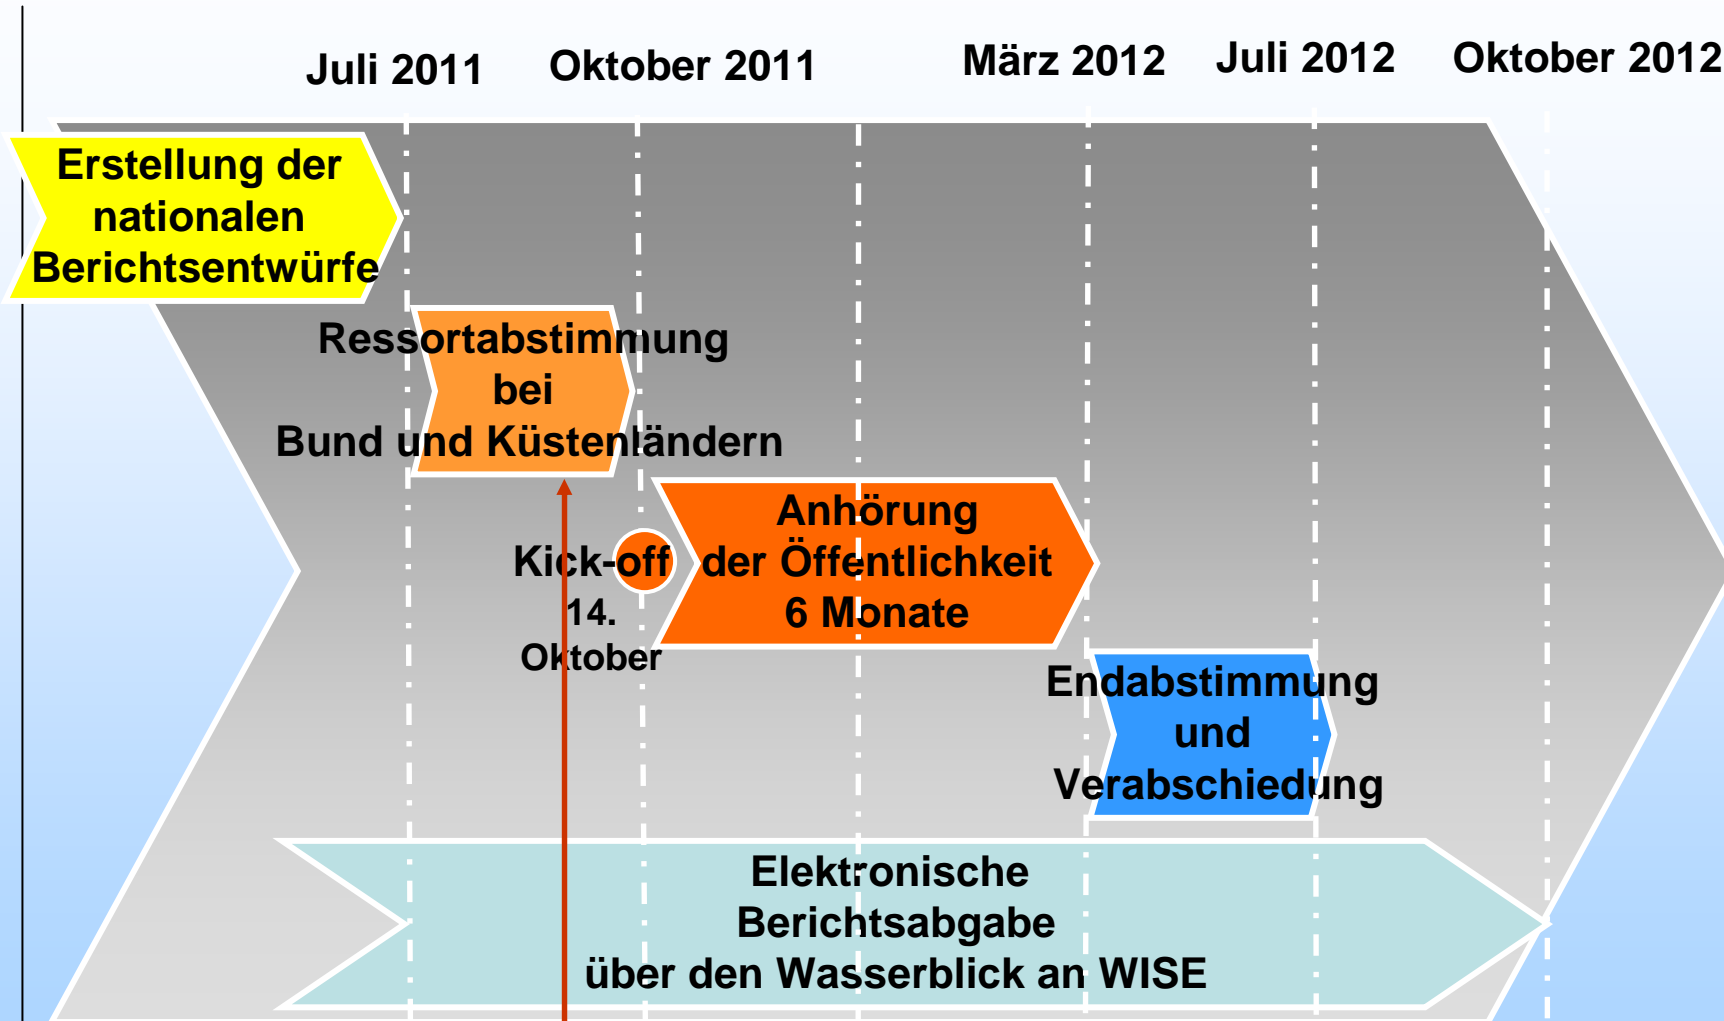 Juli 2011
Oktober 2011
März 2012
Juli 2012
Oktober 2012
Erstellung der
nationalen
Berichtsentwürfe
Ressortabstimmung
bei
Bund und Küstenländern
Kick-off
14.
Oktober
Anhörung
der Öffentlichkeit
6 Monate
Endabstimmung
und
Verabschiedung
Elektronische
Berichtsabgabe
über den Wasserblick an WISE